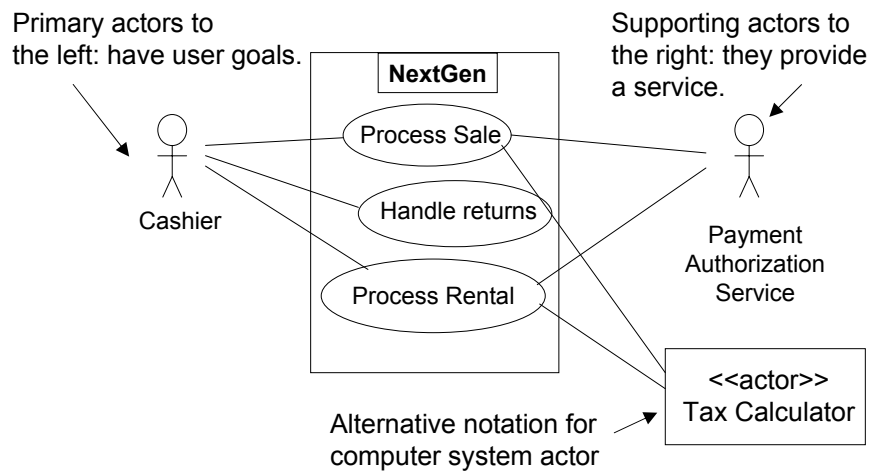 Primary actors to
the left: have user goals.
Supporting actors to
the right: they provide
a service.
NextGen
Process Sale
Handle returns
Process Rental
Cashier
Payment
Authorization
Service
<<actor>>
Tax Calculator
Alternative notation for
computer system actor